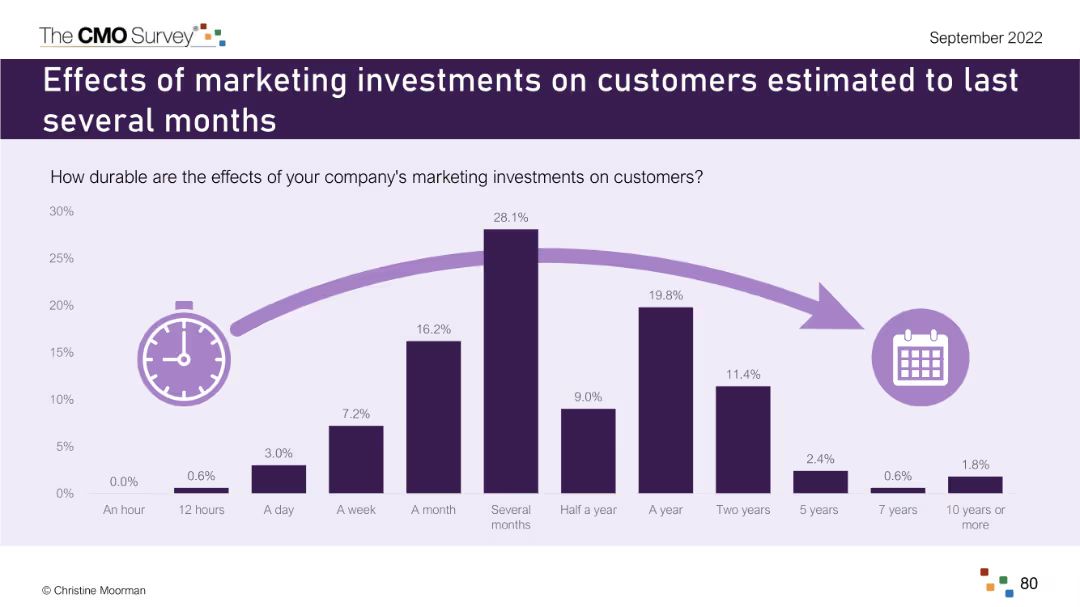 The CMO Survey
September 2022
Effects of marketing investments on customers estimated to last
several months
How durable are the effects of your company's marketing investments on customers?
30%
25%
20%
15%
10%
5%
0%
0.0%
0.6%
3.0%
7.2%
16.2%
28.1%
9.0%
19.8%
11.4%
2.4%
0.6%
1.8%
An hour
12 hours
A day
A week
A month
Several
months
Half a year
A year
Two years
5 years
7 years
10 years or
more
© Christine Moorman
80